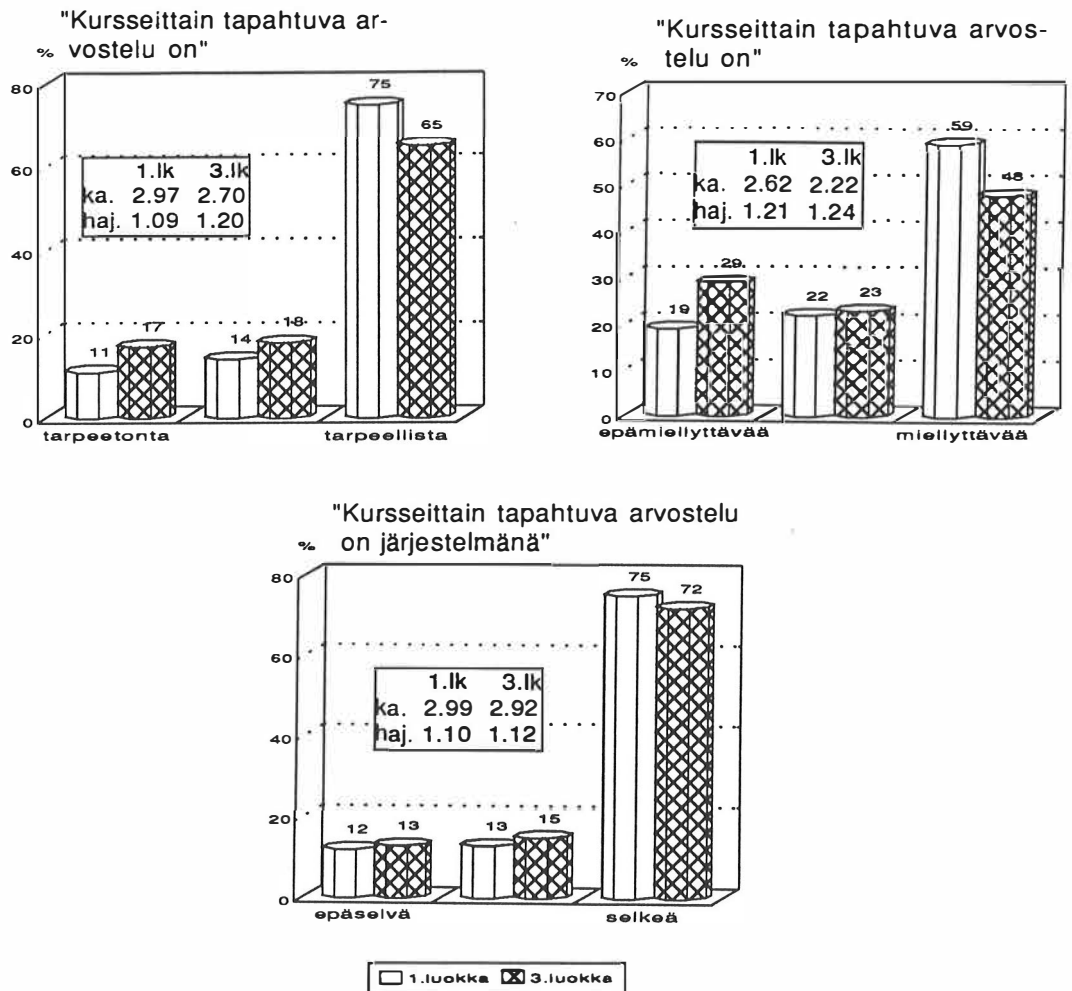 "Kursseittain tapahtuva ar-
% vostelu on"
80
60
40
20
0
75
65
1.lk 3.lk
ka. 2.97 2.70
haj. 1.09 1.20
11
17
14
18
tarpeetonta tarpeellista
"Kursseittain tapahtuva arvos-
% telu on"
70
60
50
40
30
20
10
0
59
48
1.lk 3.lk
ka. 2.62 2.22
haj. 1.21 1.24
19
29
22
23
epämiellyttävää miellyttävää
"Kursseittain tapahtuva arvostelu
% on järjestelmänä"
80
60
40
20
0
75
72
1.lk 3.lk
ka. 2.99 2.92
haj. 1.10 1.12
12
13
13
15
epäselvä selkeä
1.luokka 3.luokka